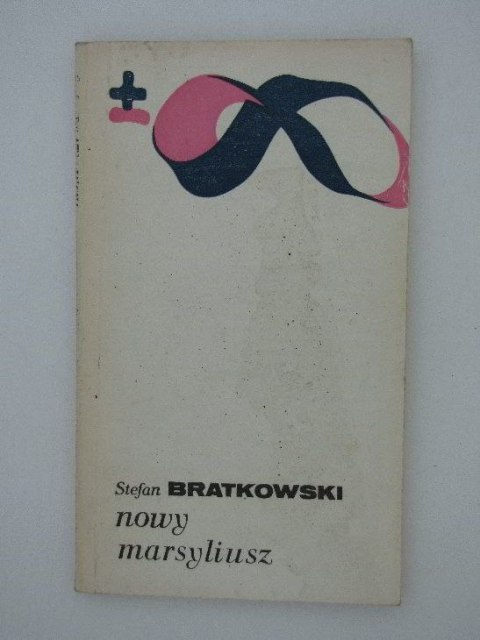 ±
Stefan BRATKOWSKI
nowy
marsyliusz